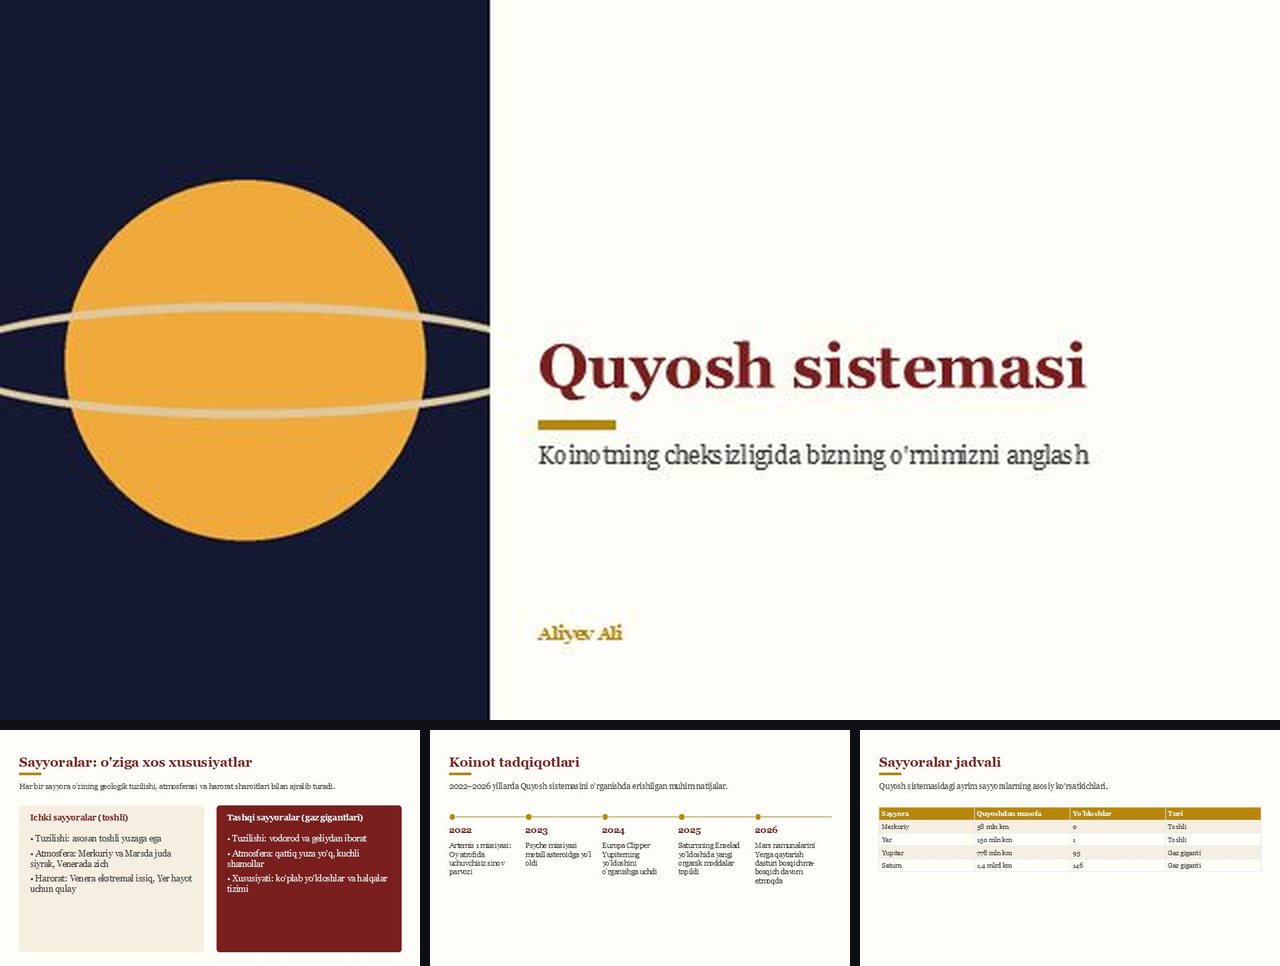 Quyosh sistemasi
Koinotning cheksizligida bizning o'rnimizni anglash
Aliyev Ali
Sayyoralar: o'ziga xos xususiyatlar
Har bir sayyora o'zining geologik tuzilishi, atmosferasi va harorat sharoitlari bilan ajralib turadi.
Ichki sayyoralar (toshli)
• Tuzilishi: asosan toshli yuzaga ega
• Atmosfera: Merkuriy va Marsda juda
siyrak, Venerada zich
• Harorat: Venera ekstremal issiq, Yer hayot
uchun qulay
Tashqi sayyoralar (gaz gigantlari)
• Tuzilishi: vodorod va geliydan iborat
• Atmosfera: qattiq yuza yo'q, kuchli
shamollar
• Xususiyati: ko'plab yo'ldoshlar va halqalar
tizimi
Koinot tadqiqotlari
2022–2026 yillarda Quyosh sistemasini o'rganishda erishilgan muhim natijalar.
2022
Artemis 1 missiyasi:
Oy atrofida
uchuvchisiz sinov
parvozi
2023
Psyche missiyasi
metall asteroidga yo'l
oldi
2024
Europa Clipper
Yupiterning
yo'ldoshini
o'rganishga uchdi
2025
Saturnning Enselad
yo'ldoshida yangi
organik moddalar
topildi
2026
Mars namunalarini
Yerga qaytarish
dasturi bosqichma-
bosqich davom
etmoqda
Sayyoralar jadvali
Quyosh sistemasidagi ayrim sayyoralarning asosiy ko'rsatkichlari.
Sayyora Quyoshdan masofa Yo'ldoshlar Turi
Merkuriy 58 mln km 0 Toshli
Yer 150 mln km 1 Toshli
Yupiter 778 mln km 95 Gaz giganti
Saturn 1,4 mlrd km 146 Gaz giganti